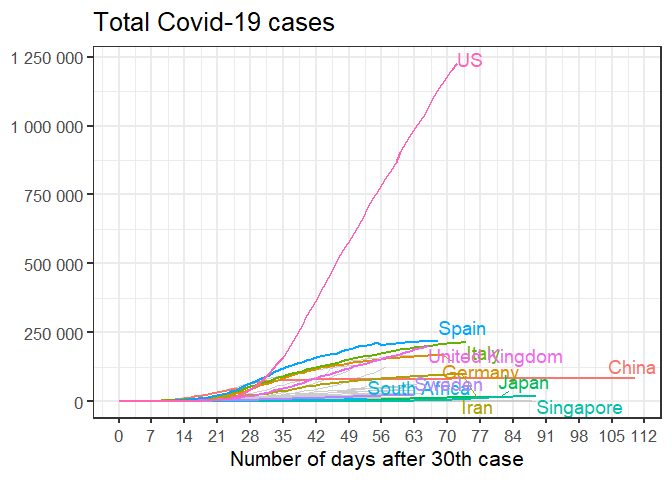 Total Covid-19 cases
1 250 000
1 000 000
750 000
500 000
250 000
0
US
Spain
Italy
United Kingdom
China
Germany
Sweden
Japan
South Africa
Iran
Singapore
0 7 14 21 28 35 42 49 56 63 70 77 84 91 98 105 112
Number of days after 30th case